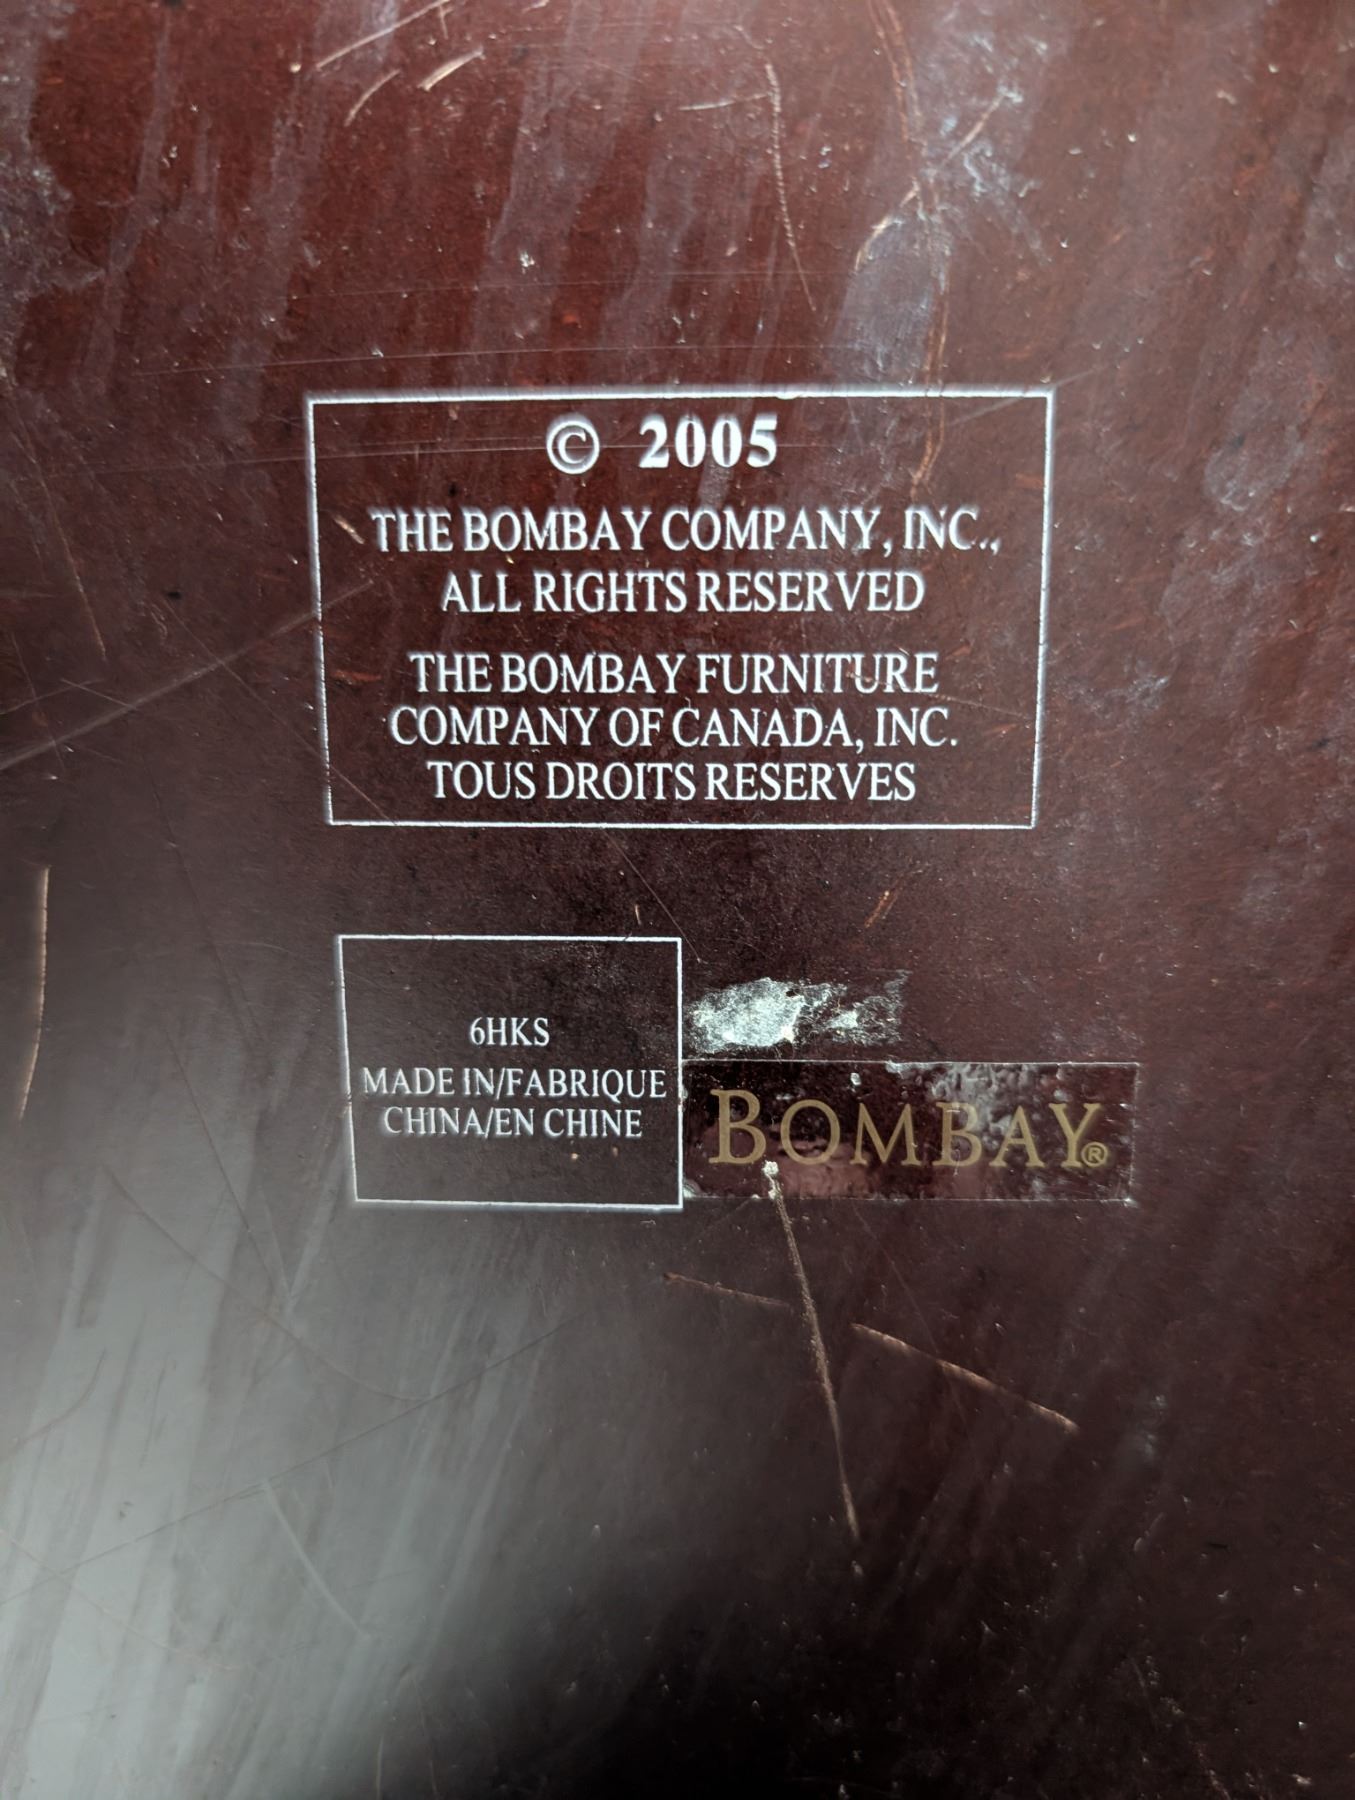 © 2005
THE BOMBAY COMPANY, INC.,
ALL RIGHTS RESERVED
THE BOMBAY FURNITURE
COMPANY OF CANADA, INC.
TOUS DROITS RESERVES
6HKS
MADE IN/FABRIQUE
CHINA/EN CHINE
BOMBAY®